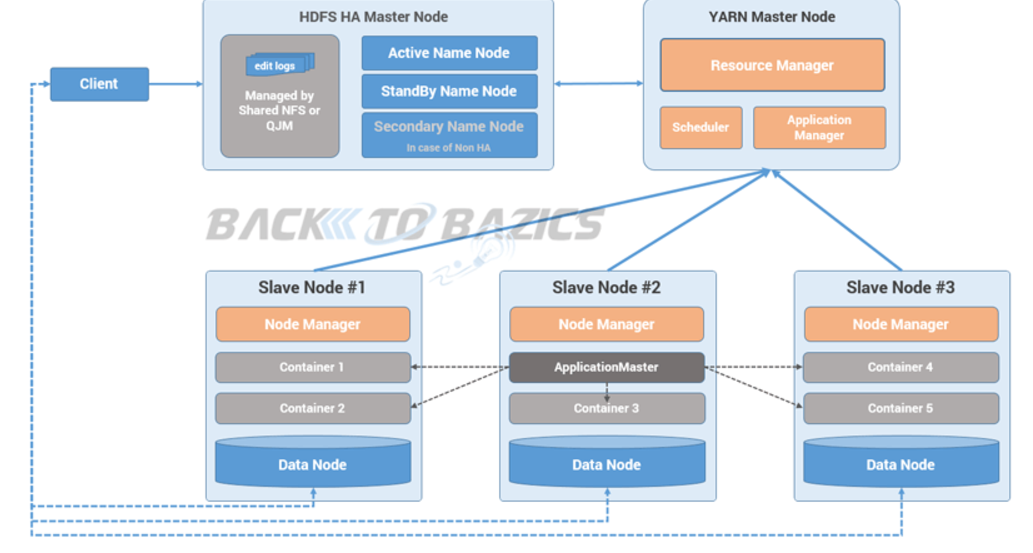 HDFS HA Master Node
YARN Master Node
edit logs
Managed by
Shared NFS or
QJM
Active Name Node
StandBy Name Node
Secondary Name Node
In case of Non HA
Resource Manager
Scheduler
Application
Manager
Client
BACK TO BAZICS
Slave Node #1
Node Manager
Container 1
Container 2
Data Node
Slave Node #2
Node Manager
ApplicationMaster
Container 3
Data Node
Slave Node #3
Node Manager
Container 4
Container 5
Data Node